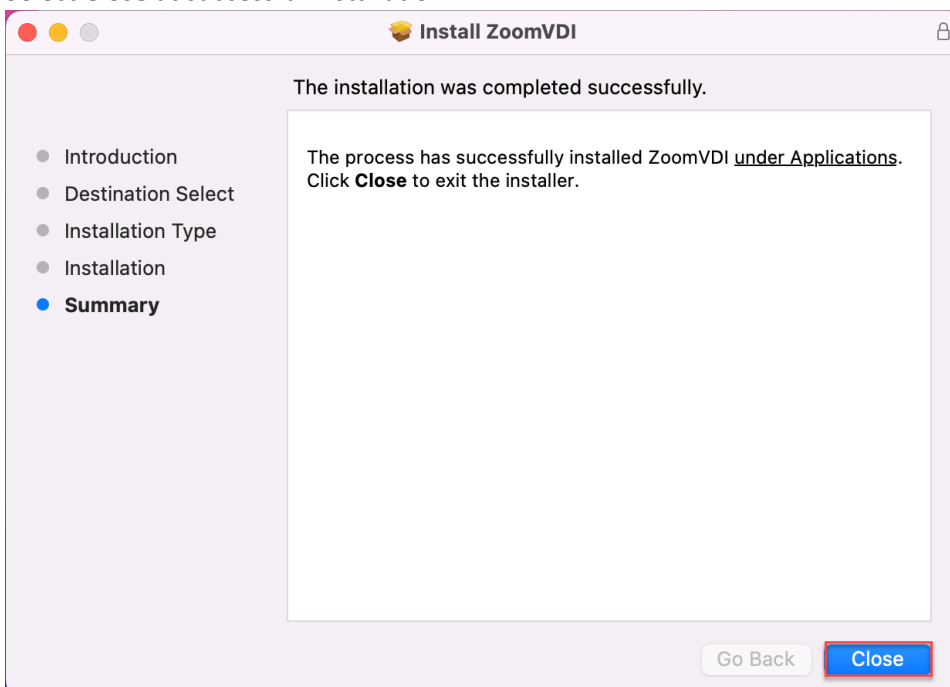 Install ZoomVDI
The installation was completed successfully.
Introduction
Destination Select
Installation Type
Installation
Summary
The process has successfully installed ZoomVDI under Applications.
Click Close to exit the installer.
Go Back
Close